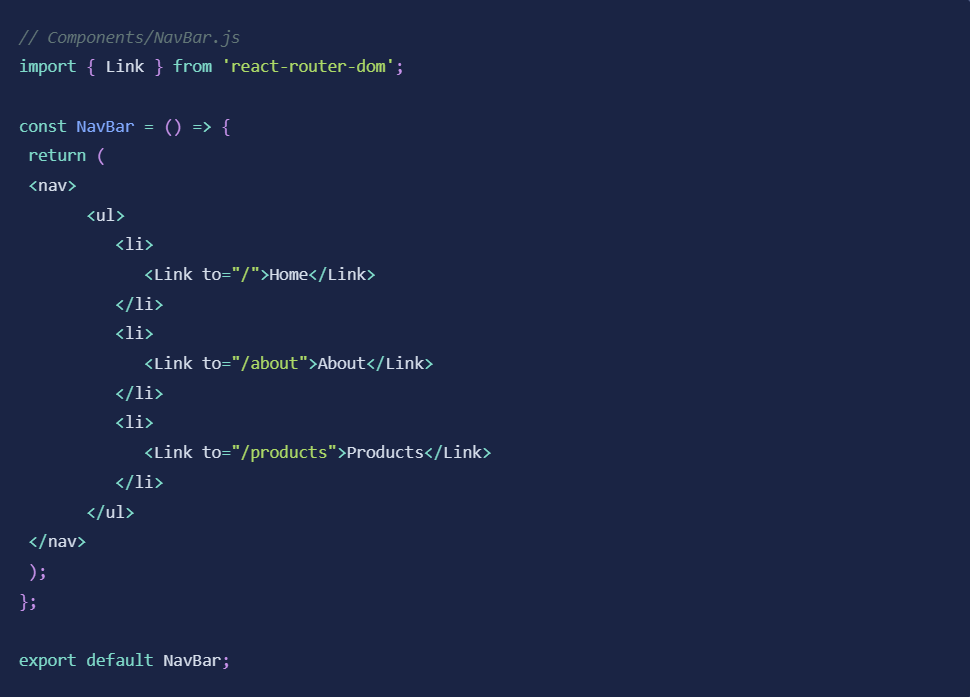 // Components/NavBar.js
import { Link } from 'react-router-dom';

const NavBar = () => {
 return (
 <nav>
       <ul>
          <li>
             <Link to="/">Home</Link>
          </li>
          <li>
             <Link to="/about">About</Link>
          </li>
          <li>
             <Link to="/products">Products</Link>
          </li>
       </ul>
 </nav>
 );
};

export default NavBar;